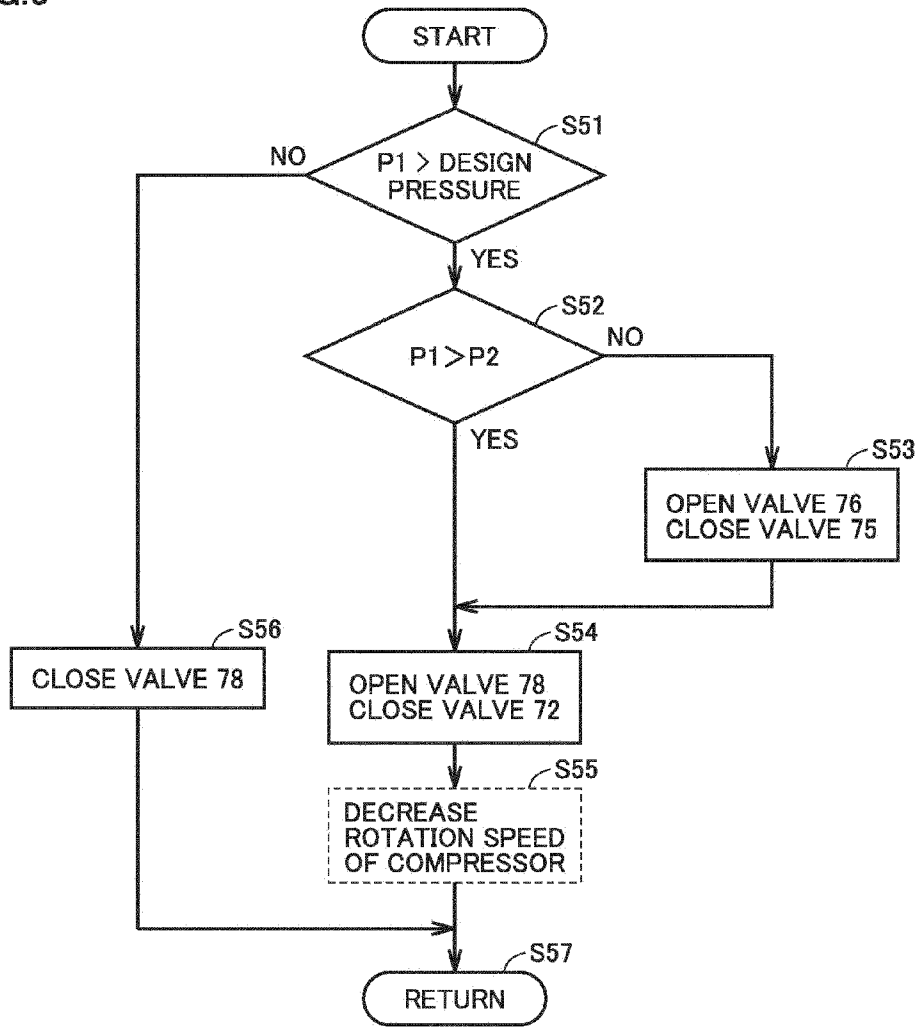 START
S51
P1 > DESIGN
PRESSURE
NO
YES
S52
P1>P2
NO
YES
S53
OPEN VALVE 76
CLOSE VALVE 75
S56
CLOSE VALVE 78
S54
OPEN VALVE 78
CLOSE VALVE 72
S55
DECREASE
ROTATION SPEED
OF COMPRESSOR
S57
RETURN